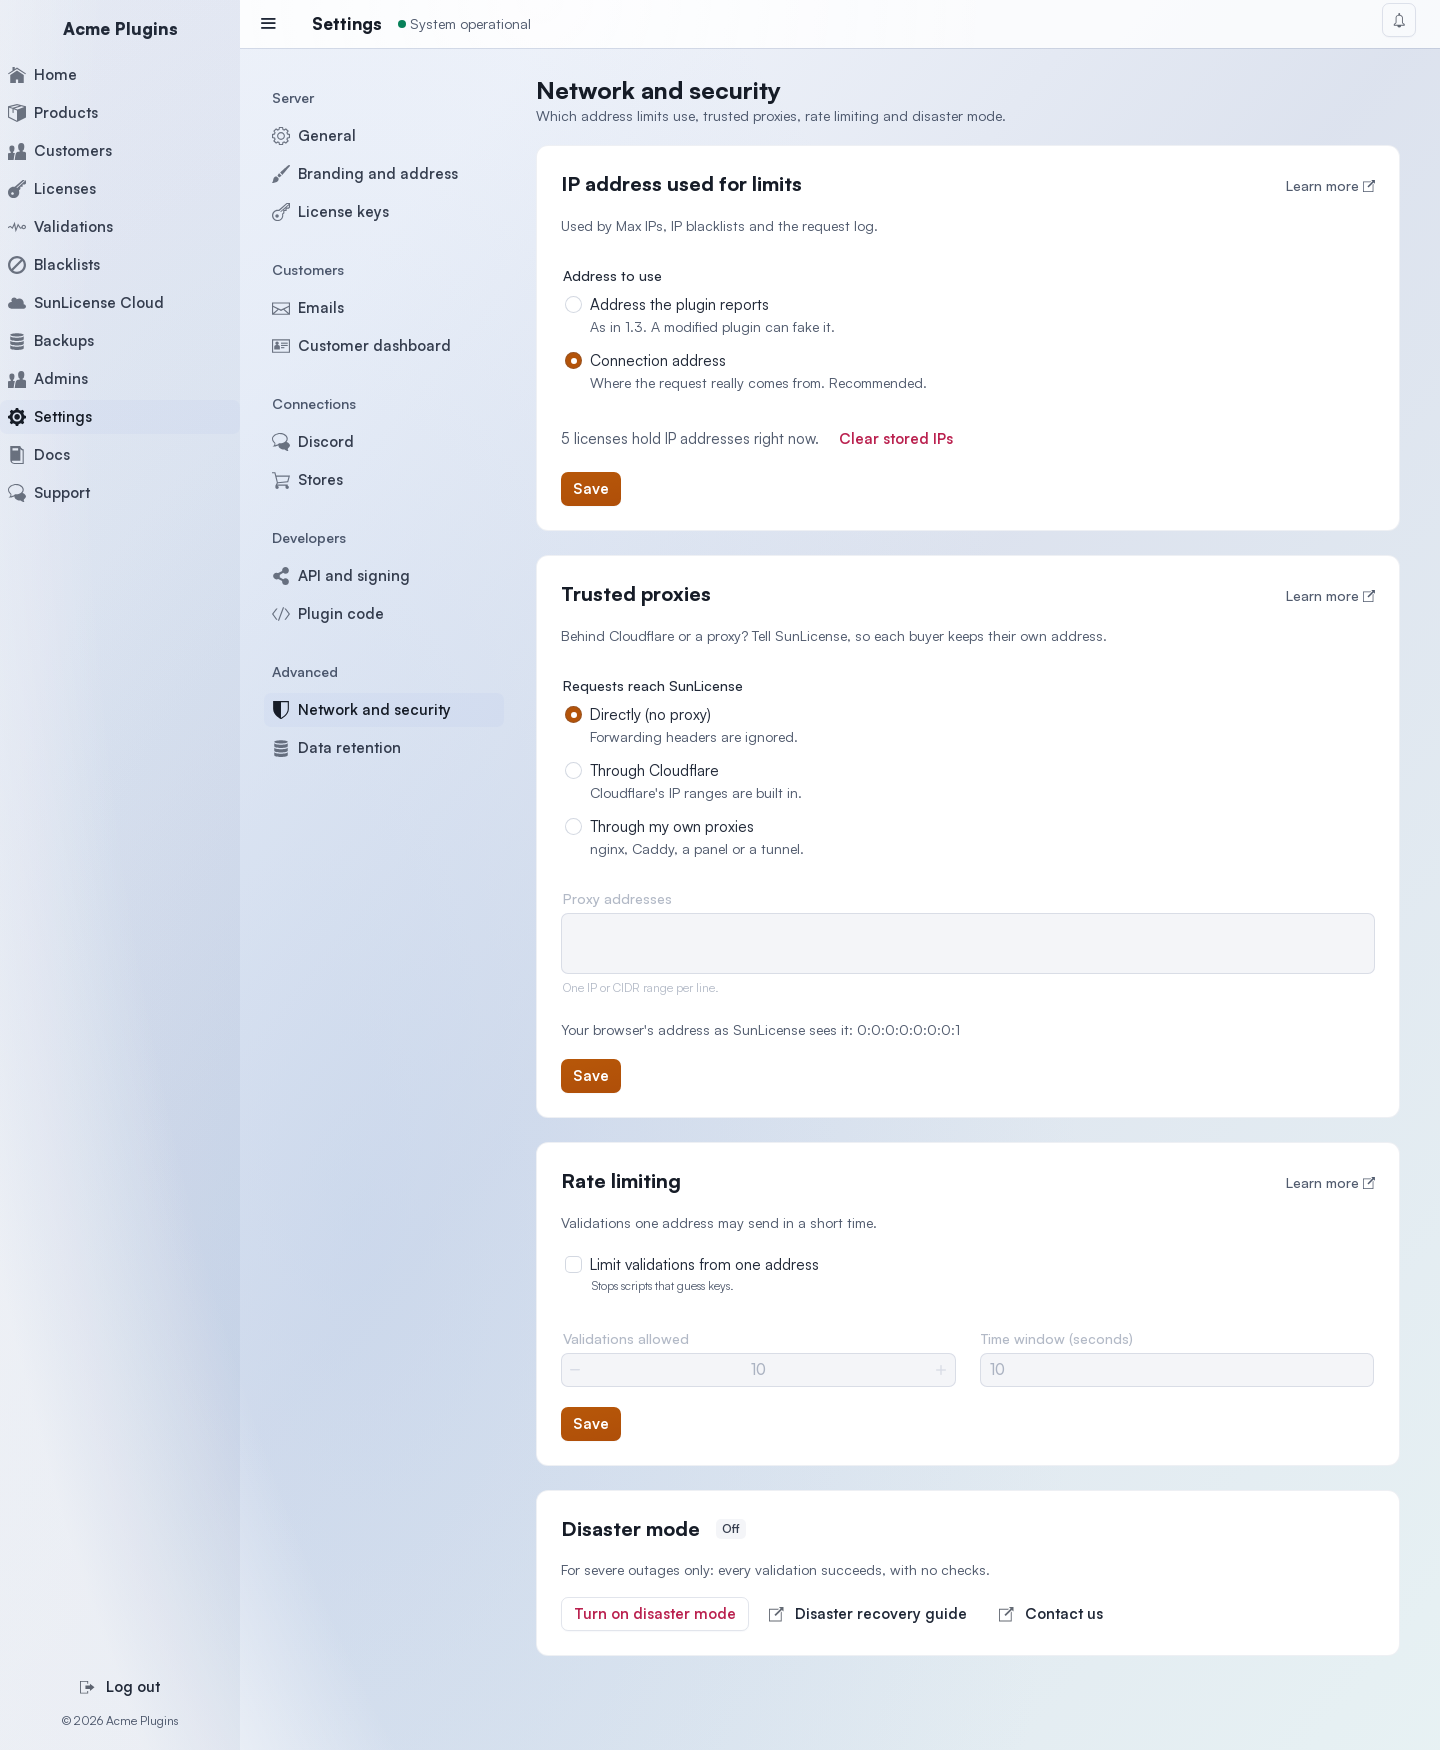 Acme Plugins
Home
Products
Customers
Licenses
Validations
Blacklists
SunLicense Cloud
Backups
Admins
Settings
Docs
Support
Log out
© 2026 Acme Plugins
Settings
System operational
Server
General
Branding and address
License keys
Customers
Emails
Customer dashboard
Connections
Discord
Stores
Developers
API and signing
Plugin code
Advanced
Network and security
Data retention
Network and security
Which address limits use, trusted proxies, rate limiting and disaster mode.
IP address used for limits
Learn more
Used by Max IPs, IP blacklists and the request log.
Address to use
Address the plugin reports
As in 1.3. A modified plugin can fake it.
Connection address
Where the request really comes from. Recommended.
5 licenses hold IP addresses right now.
Clear stored IPs
Save
Trusted proxies
Learn more
Behind Cloudflare or a proxy? Tell SunLicense, so each buyer keeps their own address.
Requests reach SunLicense
Directly (no proxy)
Forwarding headers are ignored.
Through Cloudflare
Cloudflare's IP ranges are built in.
Through my own proxies
nginx, Caddy, a panel or a tunnel.
Proxy addresses
One IP or CIDR range per line.
Your browser's address as SunLicense sees it: 0:0:0:0:0:0:0:1
Save
Rate limiting
Learn more
Validations one address may send in a short time.
Limit validations from one address
Stops scripts that guess keys.
Validations allowed
Time window (seconds)
10
10
Save
Disaster mode
Off
For severe outages only: every validation succeeds, with no checks.
Turn on disaster mode
Disaster recovery guide
Contact us